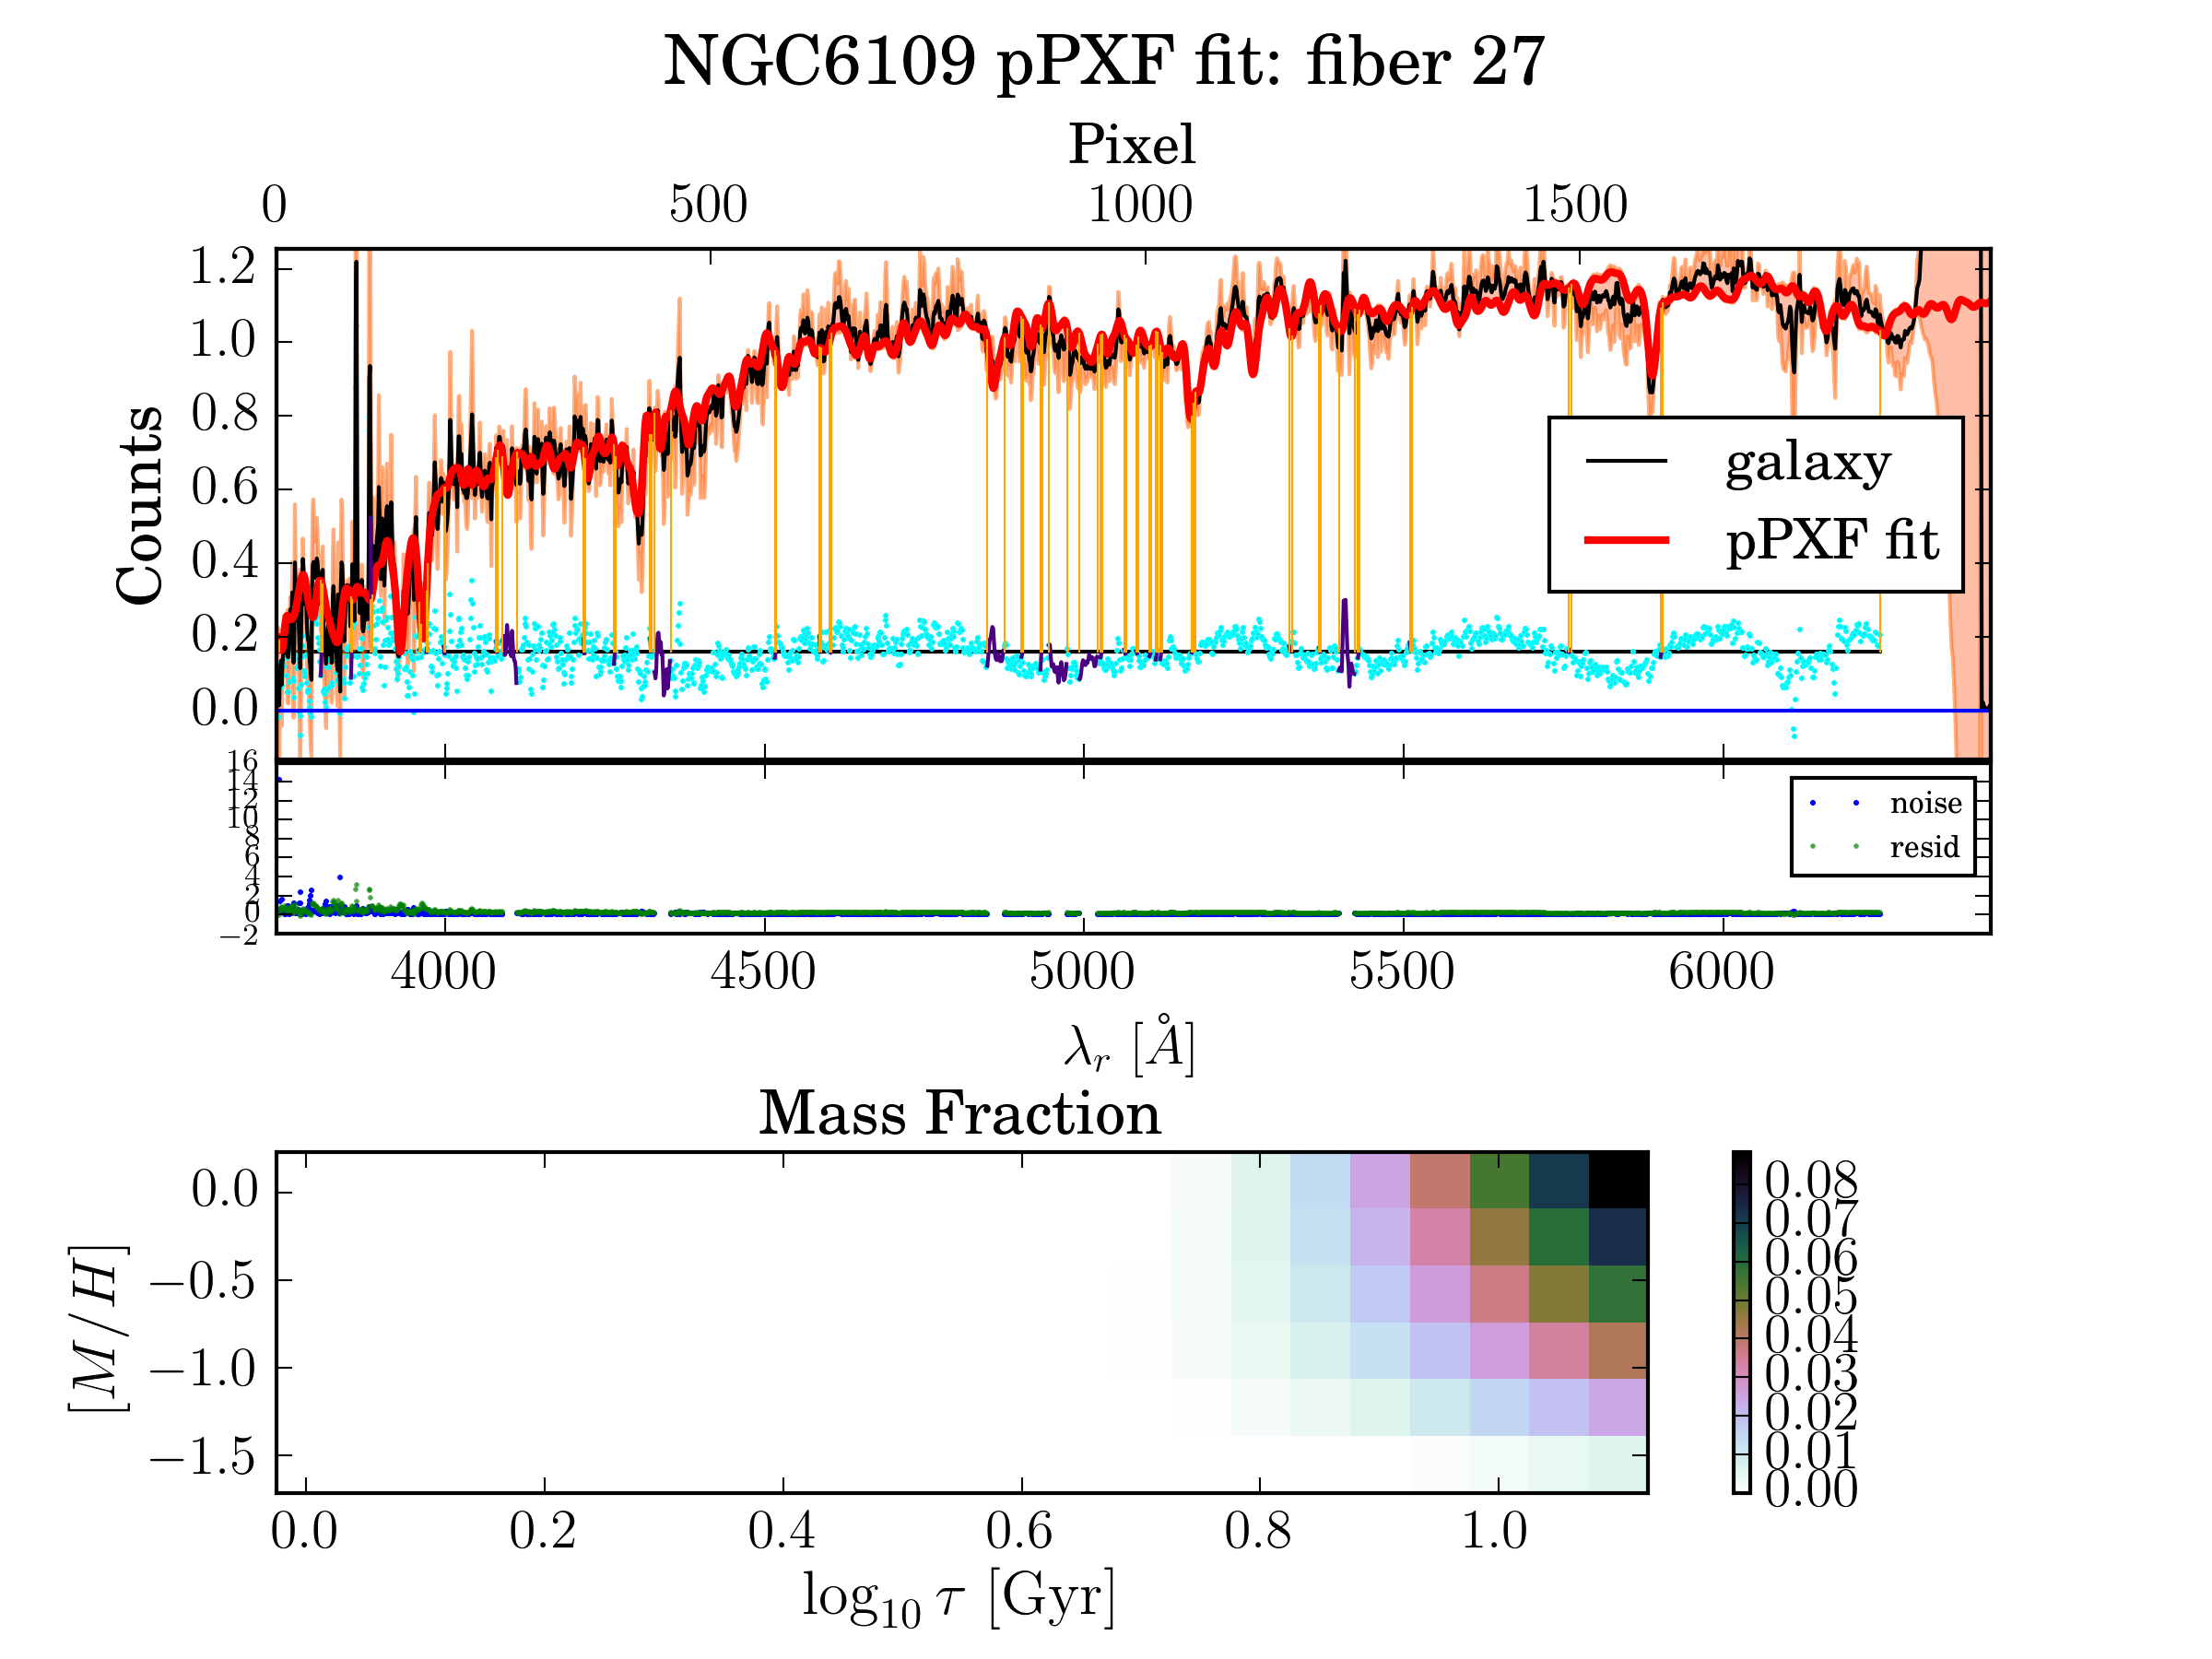 NGC6109 pPXF fit: fiber 27
Pixel
0 500 1000 1500
1.2
1.0
0.8
0.6
0.4
0.2
0.0
Counts
galaxy
pPXF fit
16
14
12
10
8
6
4
2
0
−2
noise
resid
4000 4500 5000 5500 6000
λr [Å]
Mass Fraction
0.0
−0.5
−1.0
−1.5
[M/H]
0.08
0.07
0.06
0.05
0.04
0.03
0.02
0.01
0.00
0.0 0.2 0.4 0.6 0.8 1.0
log10 τ [Gyr]